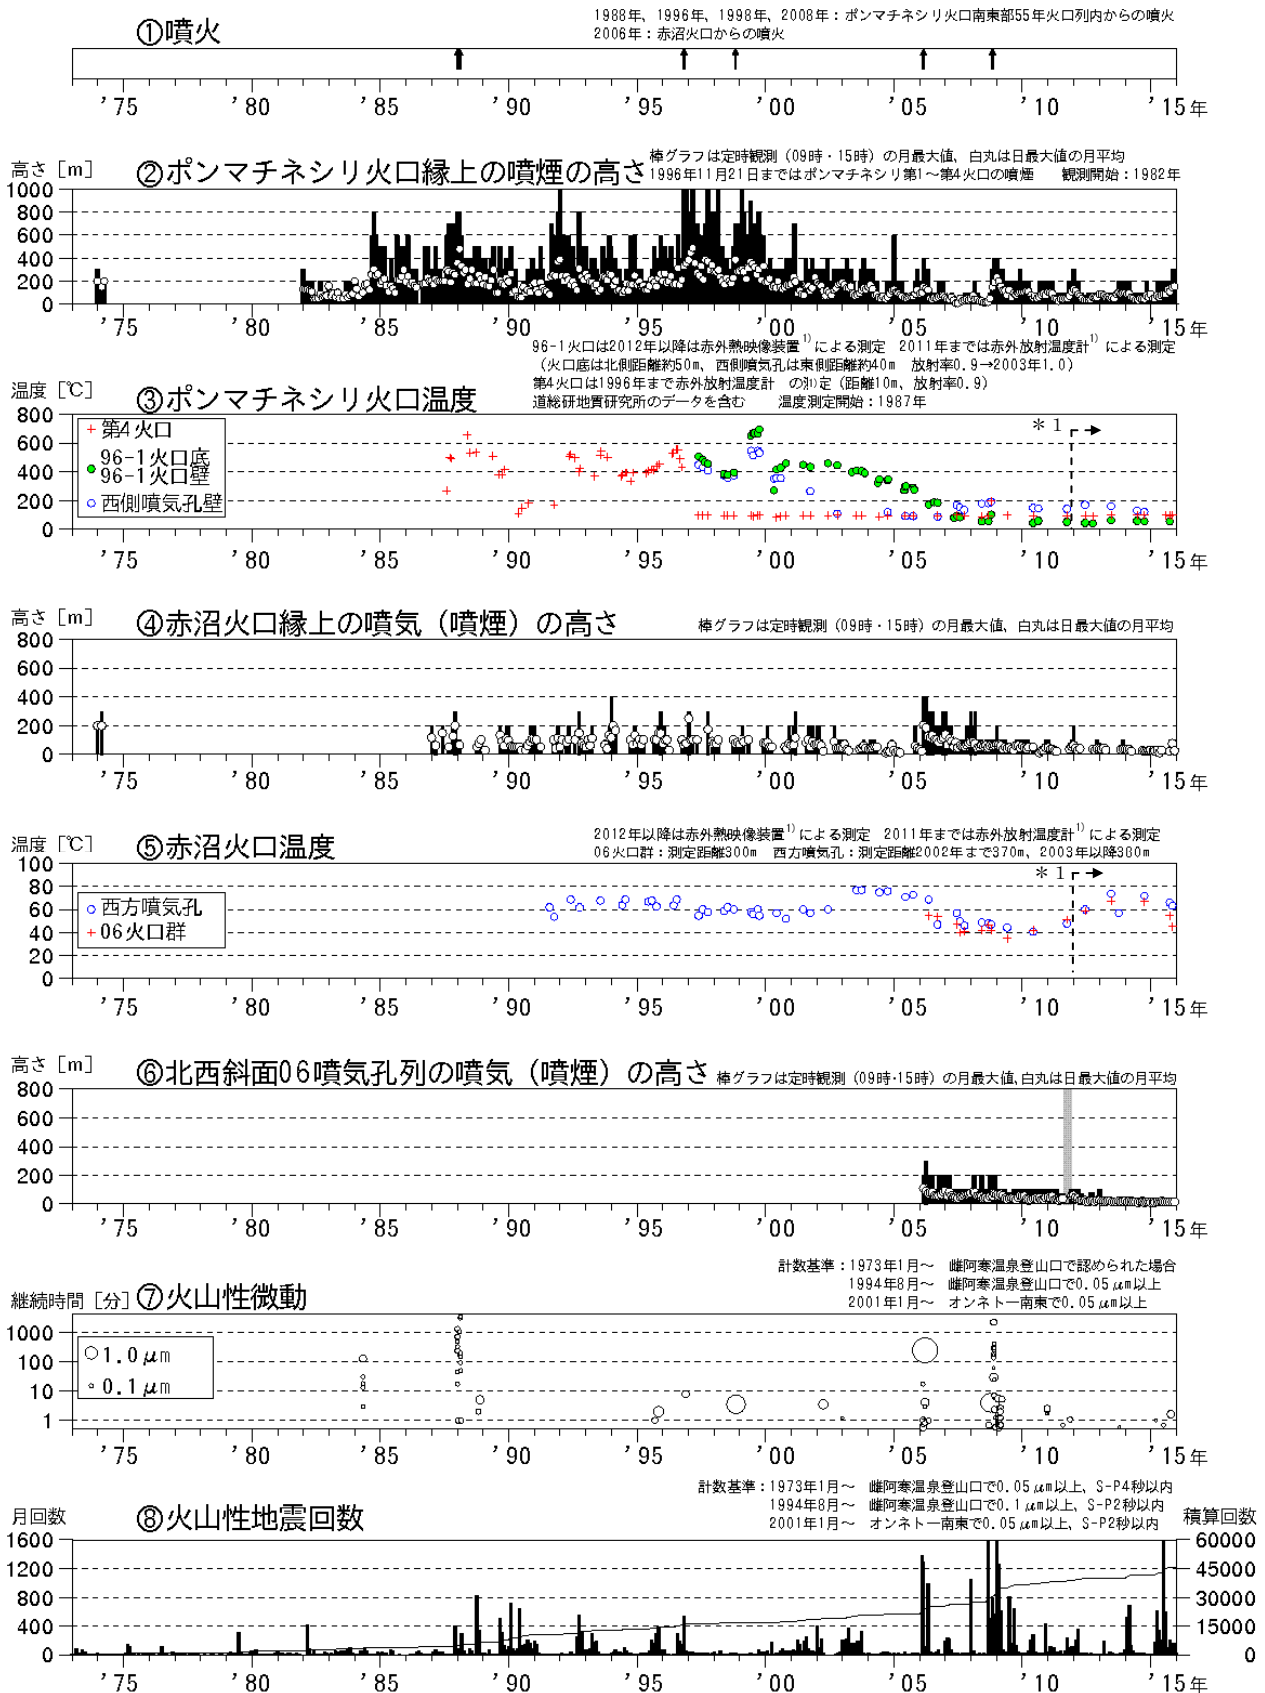 1988年、1996年、1998年、2008年：ポンマチネシリ火口南東部55年火口列内からの噴火
①噴火
2006年：赤沼火口からの噴火
'75 '80 '85 '90 '95 '00 '05 '10 '15年
棒グラフは定時観測（09時・15時）の月最大値、白丸は日最大値の月平均
高さ［m］ ②ポンマチネシリ火口縁上の噴煙の高さ
1996年11月21日まではポンマチネシリ第1～第4火口の噴煙 観測開始：1982年
1000
800
600
400
200
0
'75 '80 '85 '90 '95 '00 '05 '10 '15年
96-1火口は2012年以降は赤外熱映像装置1)による測定 2011年までは赤外放射温度計1)による測定
（火口底は北側距離約50m、西側噴気孔は東側距離約40m 放射率0.9→2003年1.0）
第4火口は1996年まで赤外放射温度計 の測定（距離10m、放射率0.9）
温度［℃］ ③ポンマチネシリ火口温度
道総研地質研究所のデータを含む 温度測定開始：1987年
800
600
400
200
0
第4火口
96-1火口底
96-1火口壁
西側噴気孔壁
＊1
'75 '80 '85 '90 '95 '00 '05 '10 '15年
高さ［m］ ④赤沼火口縁上の噴気（噴煙）の高さ 棒グラフは定時観測（09時・15時）の月最大値、白丸は日最大値の月平均
800
600
400
200
0
'75 '80 '85 '90 '95 '00 '05 '10 '15年
2012年以降は赤外熱映像装置1)による測定 2011年までは赤外放射温度計1)による測定
温度［℃］ ⑤赤沼火口温度
06火口群：測定距離300m 西方噴気孔：測定距離2002年まで370m、2003年以降380m
100
80
60
40
20
0
西方噴気孔
06火口群
＊1
'75 '80 '85 '90 '95 '00 '05 '10 '15年
高さ［m］ ⑥北西斜面06噴気孔列の噴気（噴煙）の高さ 棒グラフは定時観測（09時・15時）の月最大値、白丸は日最大値の月平均
800
600
400
200
0
'75 '80 '85 '90 '95 '00 '05 '10 '15年
計数基準：1973年1月～ 雌阿寒温泉登山口で認められた場合
1994年8月～ 雌阿寒温泉登山口で0.05μm以上
2001年1月～ オンネトー南東で0.05μm以上
継続時間［分］ ⑦火山性微動
1000
100
10
1
1.0μm
0.1μm
'75 '80 '85 '90 '95 '00 '05 '10 '15年
計数基準：1973年1月～ 雌阿寒温泉登山口で0.05μm以上、S-P4秒以内
1994年8月～ 雌阿寒温泉登山口で0.1μm以上、S-P2秒以内
2001年1月～ オンネトー南東で0.05μm以上、S-P2秒以内
月回数 ⑧火山性地震回数 積算回数
1600 60000
1200 45000
800 30000
400 15000
0 0
'75 '80 '85 '90 '95 '00 '05 '10 '15年